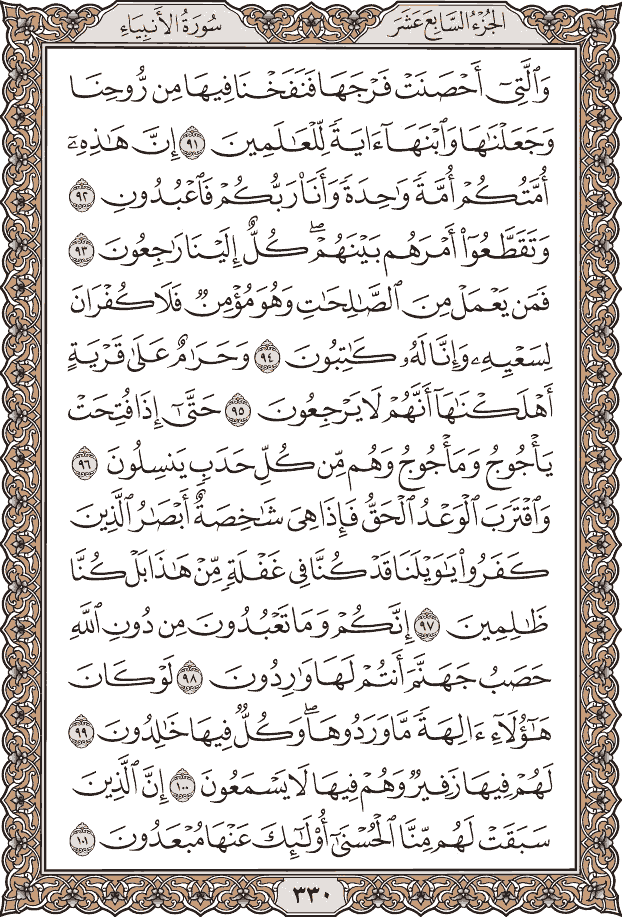 الجُزْءُ السَّابِعَ عَشَرَ سُورَةُ الأَنبِيَاءِ
وَٱلَّتِيٓ أَحۡصَنَتۡ فَرۡجَهَا فَنَفَخۡنَا فِيهَا مِن رُّوحِنَا
وَجَعَلۡنَٰهَا وَٱبۡنَهَآ ءَايَةٗ لِّلۡعَٰلَمِينَ ٩١ إِنَّ هَٰذِهِۦٓ
أُمَّتُكُمۡ أُمَّةٗ وَٰحِدَةٗ وَأَنَا۠ رَبُّكُمۡ فَٱعۡبُدُونِ ٩٢
وَتَقَطَّعُوٓاْ أَمۡرَهُم بَيۡنَهُمۡۖ كُلٌّ إِلَيۡنَا رَٰجِعُونَ ٩٣
فَمَن يَعۡمَلۡ مِنَ ٱلصَّٰلِحَٰتِ وَهُوَ مُؤۡمِنٞ فَلَا كُفۡرَانَ
لِسَعۡيِهِۦ وَإِنَّا لَهُۥ كَٰتِبُونَ ٩٤ وَحَرَٰمٌ عَلَىٰ قَرۡيَةٍ
أَهۡلَكۡنَٰهَآ أَنَّهُمۡ لَا يَرۡجِعُونَ ٩٥ حَتَّىٰٓ إِذَا فُتِحَتۡ
يَأۡجُوجُ وَمَأۡجُوجُ وَهُم مِّن كُلِّ حَدَبٖ يَنسِلُونَ ٩٦
وَٱقۡتَرَبَ ٱلۡوَعۡدُ ٱلۡحَقُّ فَإِذَا هِيَ شَٰخِصَةٌ أَبۡصَٰرُ ٱلَّذِينَ
كَفَرُواْ يَٰوَيۡلَنَا قَدۡ كُنَّا فِي غَفۡلَةٖ مِّنۡ هَٰذَا بَلۡ كُنَّا
ظَٰلِمِينَ ٩٧ إِنَّكُمۡ وَمَا تَعۡبُدُونَ مِن دُونِ ٱللَّهِ
حَصَبُ جَهَنَّمَ أَنتُمۡ لَهَا وَٰرِدُونَ ٩٨ لَوۡ كَانَ
هَٰٓؤُلَآءِ ءَالِهَةٗ مَّا وَرَدُوهَاۖ وَكُلّٞ فِيهَا خَٰلِدُونَ ٩٩
لَهُمۡ فِيهَا زَفِيرٞ وَهُمۡ فِيهَا لَا يَسۡمَعُونَ ١٠٠ إِنَّ ٱلَّذِينَ
سَبَقَتۡ لَهُم مِّنَّا ٱلۡحُسۡنَىٰٓ أُوْلَٰٓئِكَ عَنۡهَا مُبۡعَدُونَ ١٠١
٣٣٠